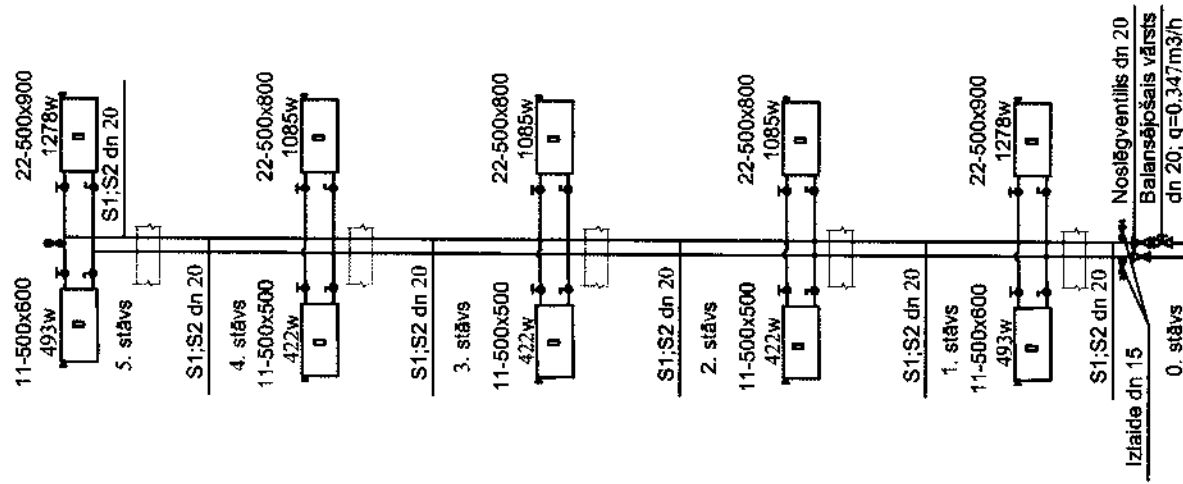 11-500x600
493w
22-500x900
1278w
S1;S2 dn 20
5. stāvs
S1;S2 dn 20
4. stāvs
11-500x500
422w
22-500x800
1085w
S1;S2 dn 20
3. stāvs
11-500x500
422w
22-500x800
1085w
S1;S2 dn 20
2. stāvs
11-500x500
422w
22-500x800
1085w
S1;S2 dn 20
1. stāvs
11-500x600
493w
22-500x900
1278w
S1;S2 dn 20
Izlaide dn 15
0. stāvs
Noslēgventilis dn 20
Balansējošais vārsts
dn 20; q=0.347m3/h